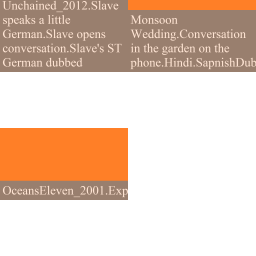 Unchained_2012.Slave
speaks a little
German.Slave opens
conversation.Slave's ST
German dubbed
Monsoon
Wedding.Conversation
in the garden on the
phone.Hindi.SapnishDub
OceansEleven_2001.Exp